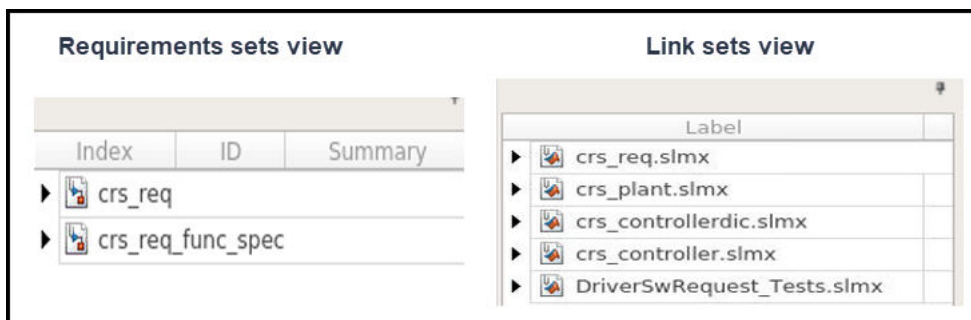 Requirements sets view
Index ID Summary
crs_req
crs_req_func_spec
Link sets view
Label
crs_req.slmx
crs_plant.slmx
crs_controllerdic.slmx
crs_controller.slmx
DriverSwRequest_Tests.slmx